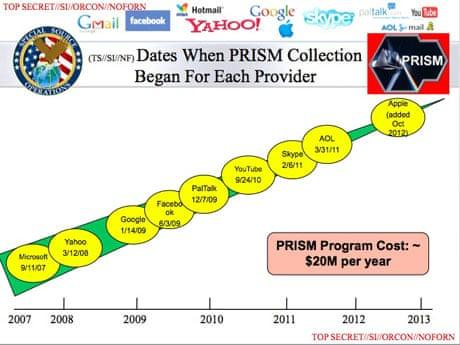 TOP SECRET//SI//ORCON//NOFORN
Gmail
facebook
Hotmail
Google
YAHOO!
skype
paltalk
YouTube
AOL mail
SPECIAL SOURCE
OPERATIONS
(TS//SI//NF) Dates When PRISM Collection
Began For Each Provider
PRISM
Microsoft
9/11/07
Yahoo
3/12/08
Google
1/14/09
Facebo
ok
6/3/09
PalTalk
12/7/09
YouTube
9/24/10
Skype
2/6/11
AOL
3/31/11
Apple
(added
Oct
2012)
PRISM Program Cost: ~
$20M per year
2007
2008
2009
2010
2011
2012
2013
TOP SECRET//SI//ORCON//NOFORN